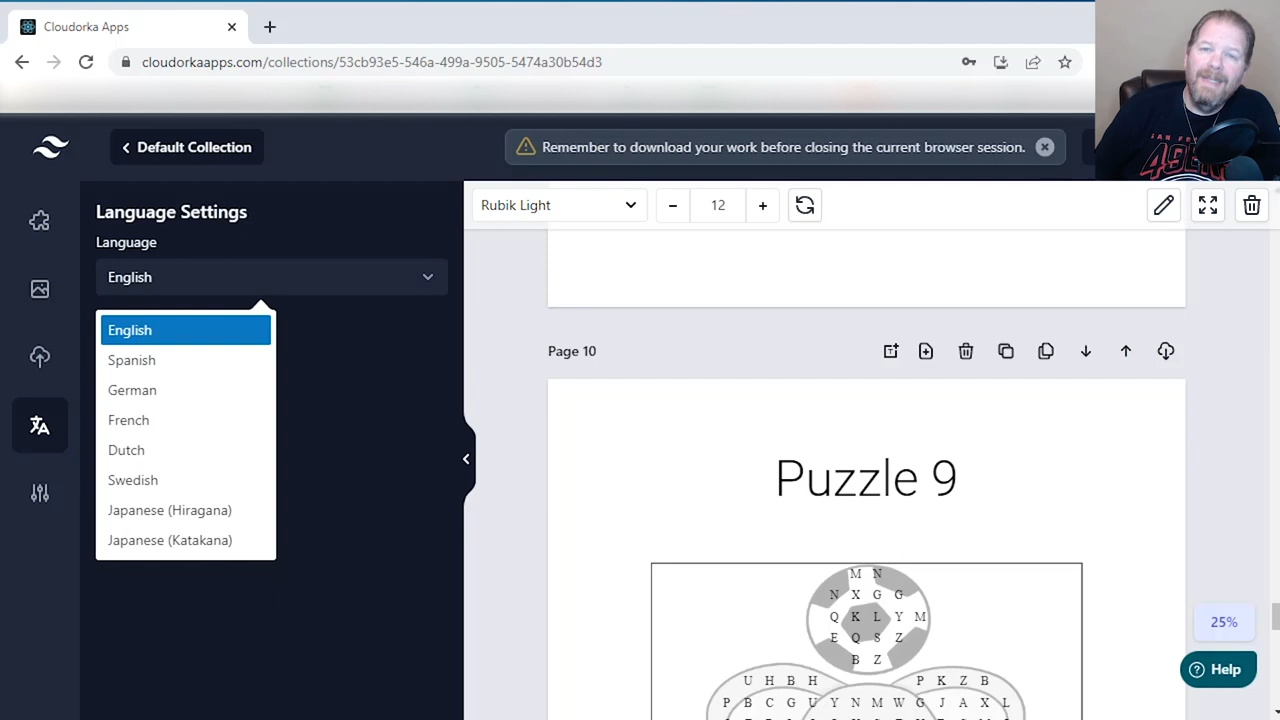 Cloudorka Apps
cloudorkaapps.com/collections/53cb93e5-546a-499a-9505-5474a30b54d3
Default Collection
Remember to download your work before closing the current browser session.
Language Settings
Language
English
English
Spanish
German
French
Dutch
Swedish
Japanese (Hiragana)
Japanese (Katakana)
Rubik Light
12
Page 10
Puzzle 9
M N
N X G G
Q K L Y M
E Q S Z
B Z
U H B H P K Z B
P B C G U Y N M W G J A X L
25%
Help
49ERS